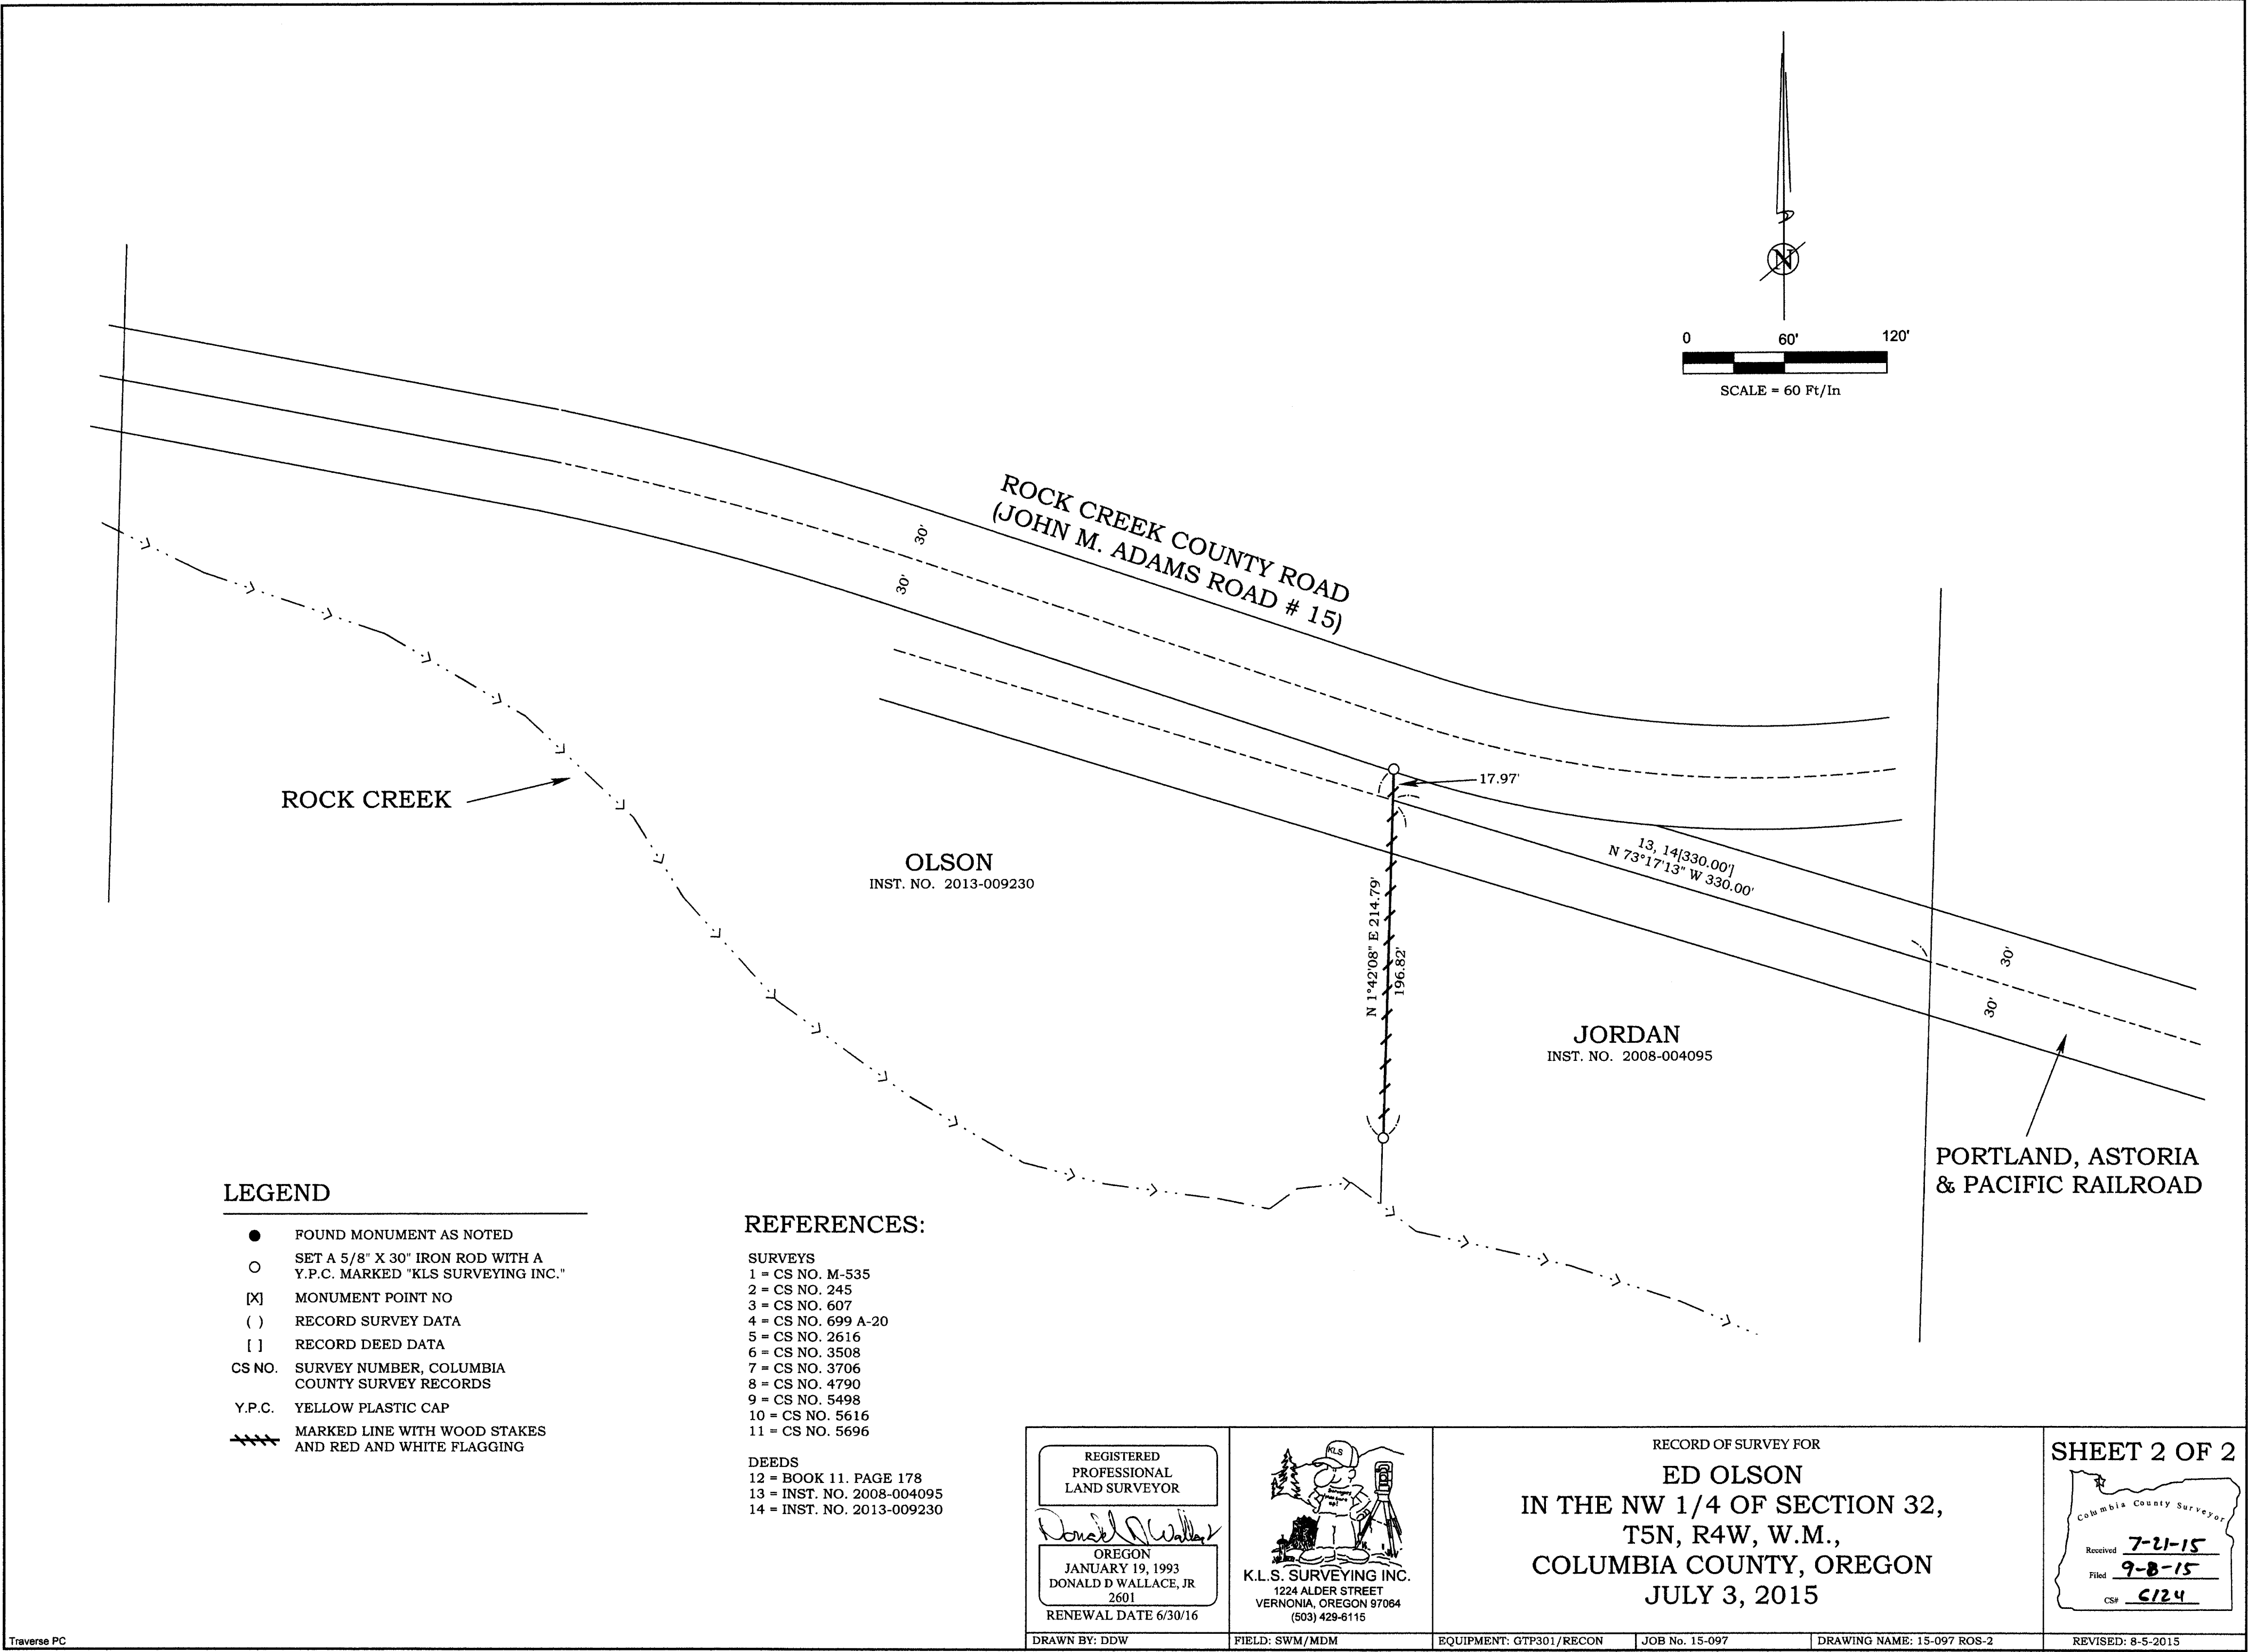 N
0 60' 120'
SCALE = 60 Ft/In
ROCK CREEK COUNTY ROAD
(JOHN M. ADAMS ROAD # 15)
30'
30'
17.97'
ROCK CREEK
OLSON
INST. NO. 2013-009230
13, 14[330.00']
N 73°17'13" W 330.00'
N 1°42'08" E 214.79'
196.82'
30'
30'
JORDAN
INST. NO. 2008-004095
PORTLAND, ASTORIA
& PACIFIC RAILROAD
LEGEND
FOUND MONUMENT AS NOTED
SET A 5/8" X 30" IRON ROD WITH A
Y.P.C. MARKED "KLS SURVEYING INC."
[X] MONUMENT POINT NO
( ) RECORD SURVEY DATA
[ ] RECORD DEED DATA
CS NO. SURVEY NUMBER, COLUMBIA
COUNTY SURVEY RECORDS
Y.P.C. YELLOW PLASTIC CAP
MARKED LINE WITH WOOD STAKES
AND RED AND WHITE FLAGGING
REFERENCES:
SURVEYS
1 = CS NO. M-535
2 = CS NO. 245
3 = CS NO. 607
4 = CS NO. 699 A-20
5 = CS NO. 2616
6 = CS NO. 3508
7 = CS NO. 3706
8 = CS NO. 4790
9 = CS NO. 5498
10 = CS NO. 5616
11 = CS NO. 5696
DEEDS
12 = BOOK 11. PAGE 178
13 = INST. NO. 2008-004095
14 = INST. NO. 2013-009230
REGISTERED
PROFESSIONAL
LAND SURVEYOR
Donald D Wallace Jr
OREGON
JANUARY 19, 1993
DONALD D WALLACE, JR
2601
RENEWAL DATE 6/30/16
KLS
K.L.S. SURVEYING INC.
1224 ALDER STREET
VERNONIA, OREGON 97064
(503) 429-6115
RECORD OF SURVEY FOR
ED OLSON
IN THE NW 1/4 OF SECTION 32,
T5N, R4W, W.M.,
COLUMBIA COUNTY, OREGON
JULY 3, 2015
SHEET 2 OF 2
Columbia County Surveyor
Received 7-21-15
Filed 9-8-15
CS# 6124
DRAWN BY: DDW
FIELD: SWM/MDM
EQUIPMENT: GTP301/RECON
JOB No. 15-097
DRAWING NAME: 15-097 ROS-2
REVISED: 8-5-2015
Traverse PC